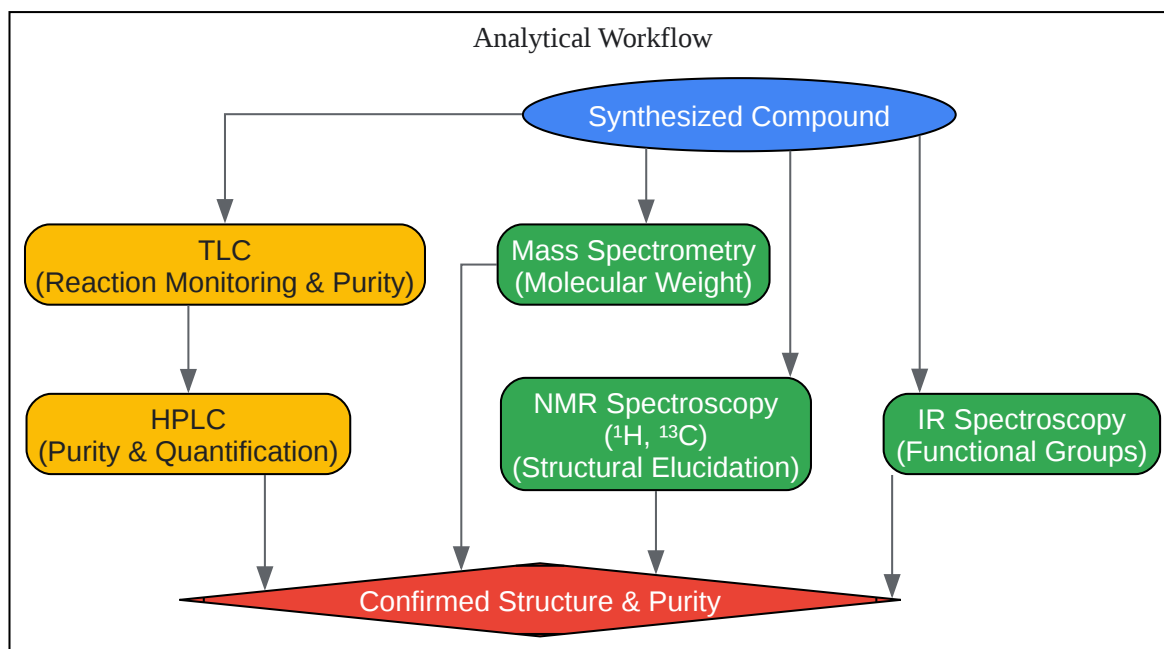 Analytical Workflow
Synthesized Compound
TLC
(Reaction Monitoring & Purity)
Mass Spectrometry
(Molecular Weight)
HPLC
(Purity & Quantification)
NMR Spectroscopy
(¹H, ¹³C)
(Structural Elucidation)
IR Spectroscopy
(Functional Groups)
Confirmed Structure & Purity